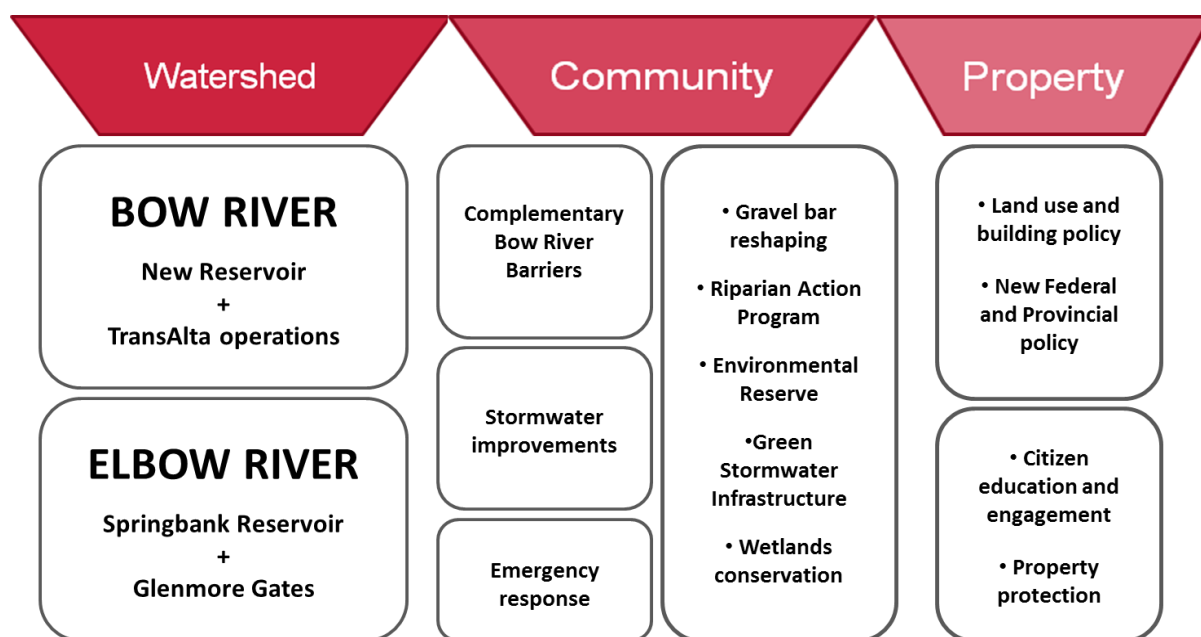 Watershed
Community
Property
BOW RIVER
New Reservoir
+
TransAlta operations
ELBOW RIVER
Springbank Reservoir
+
Glenmore Gates
Complementary
Bow River
Barriers
Stormwater
improvements
Emergency
response
• Gravel bar
reshaping
• Riparian Action
Program
• Environmental
Reserve
•Green
Stormwater
Infrastructure
• Wetlands
conservation
• Land use and
building policy
• New Federal
and Provincial
policy
• Citizen
education and
engagement
• Property
protection